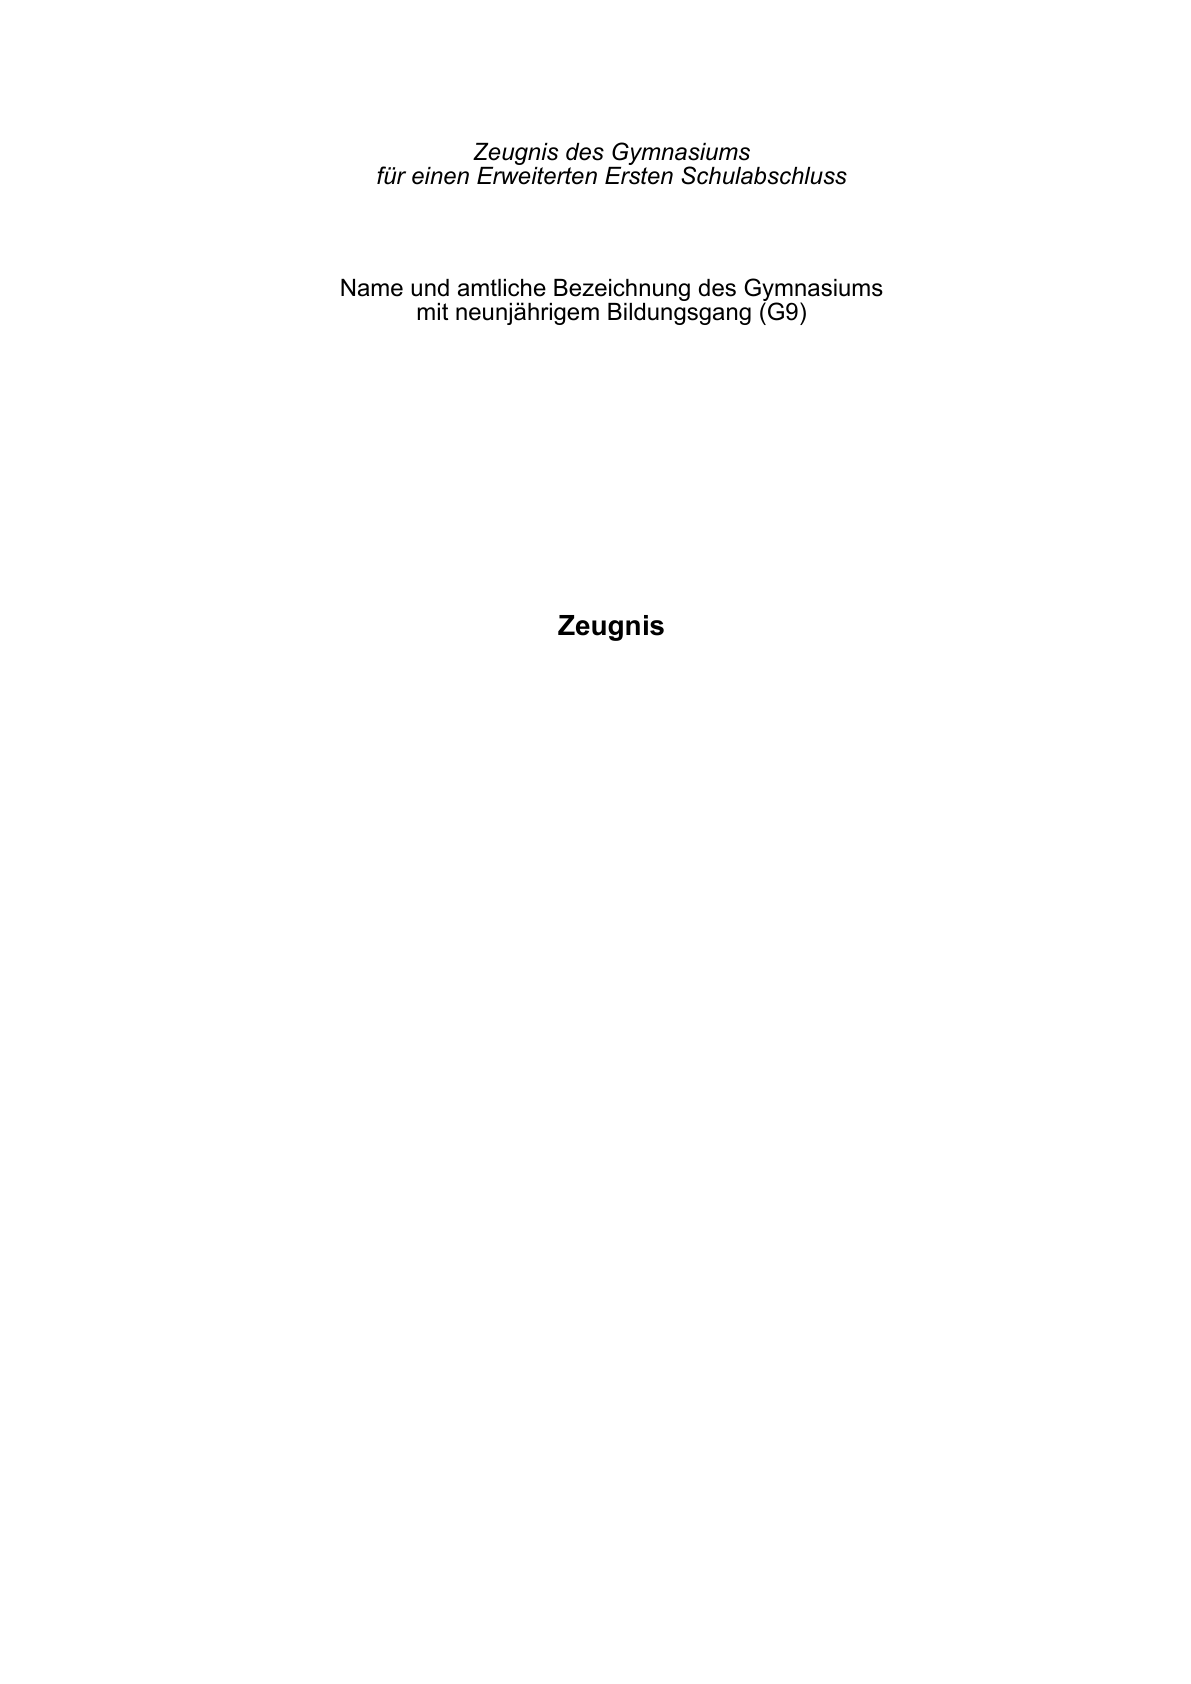 Zeugnis des Gymnasiums
für einen Erweiterten Ersten Schulabschluss
Name und amtliche Bezeichnung des Gymnasiums
mit neunjährigem Bildungsgang (G9)
Zeugnis